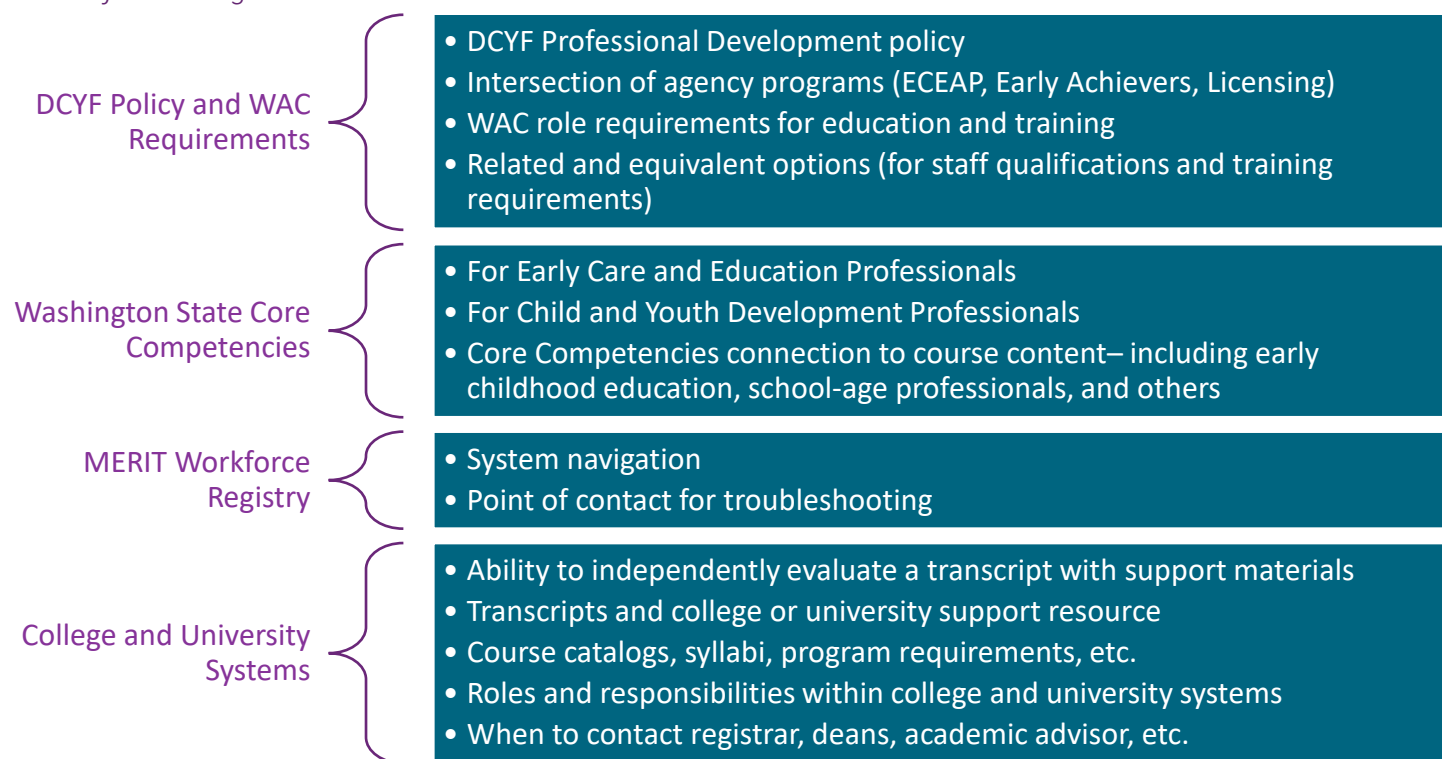 DCYF Policy and WAC
Requirements
• DCYF Professional Development policy
• Intersection of agency programs (ECEAP, Early Achievers, Licensing)
• WAC role requirements for education and training
• Related and equivalent options (for staff qualifications and training
requirements)
Washington State Core
Competencies
• For Early Care and Education Professionals
• For Child and Youth Development Professionals
• Core Competencies connection to course content– including early
childhood education, school-age professionals, and others
MERIT Workforce
Registry
• System navigation
• Point of contact for troubleshooting
College and University
Systems
• Ability to independently evaluate a transcript with support materials
• Transcripts and college or university support resource
• Course catalogs, syllabi, program requirements, etc.
• Roles and responsibilities within college and university systems
• When to contact registrar, deans, academic advisor, etc.